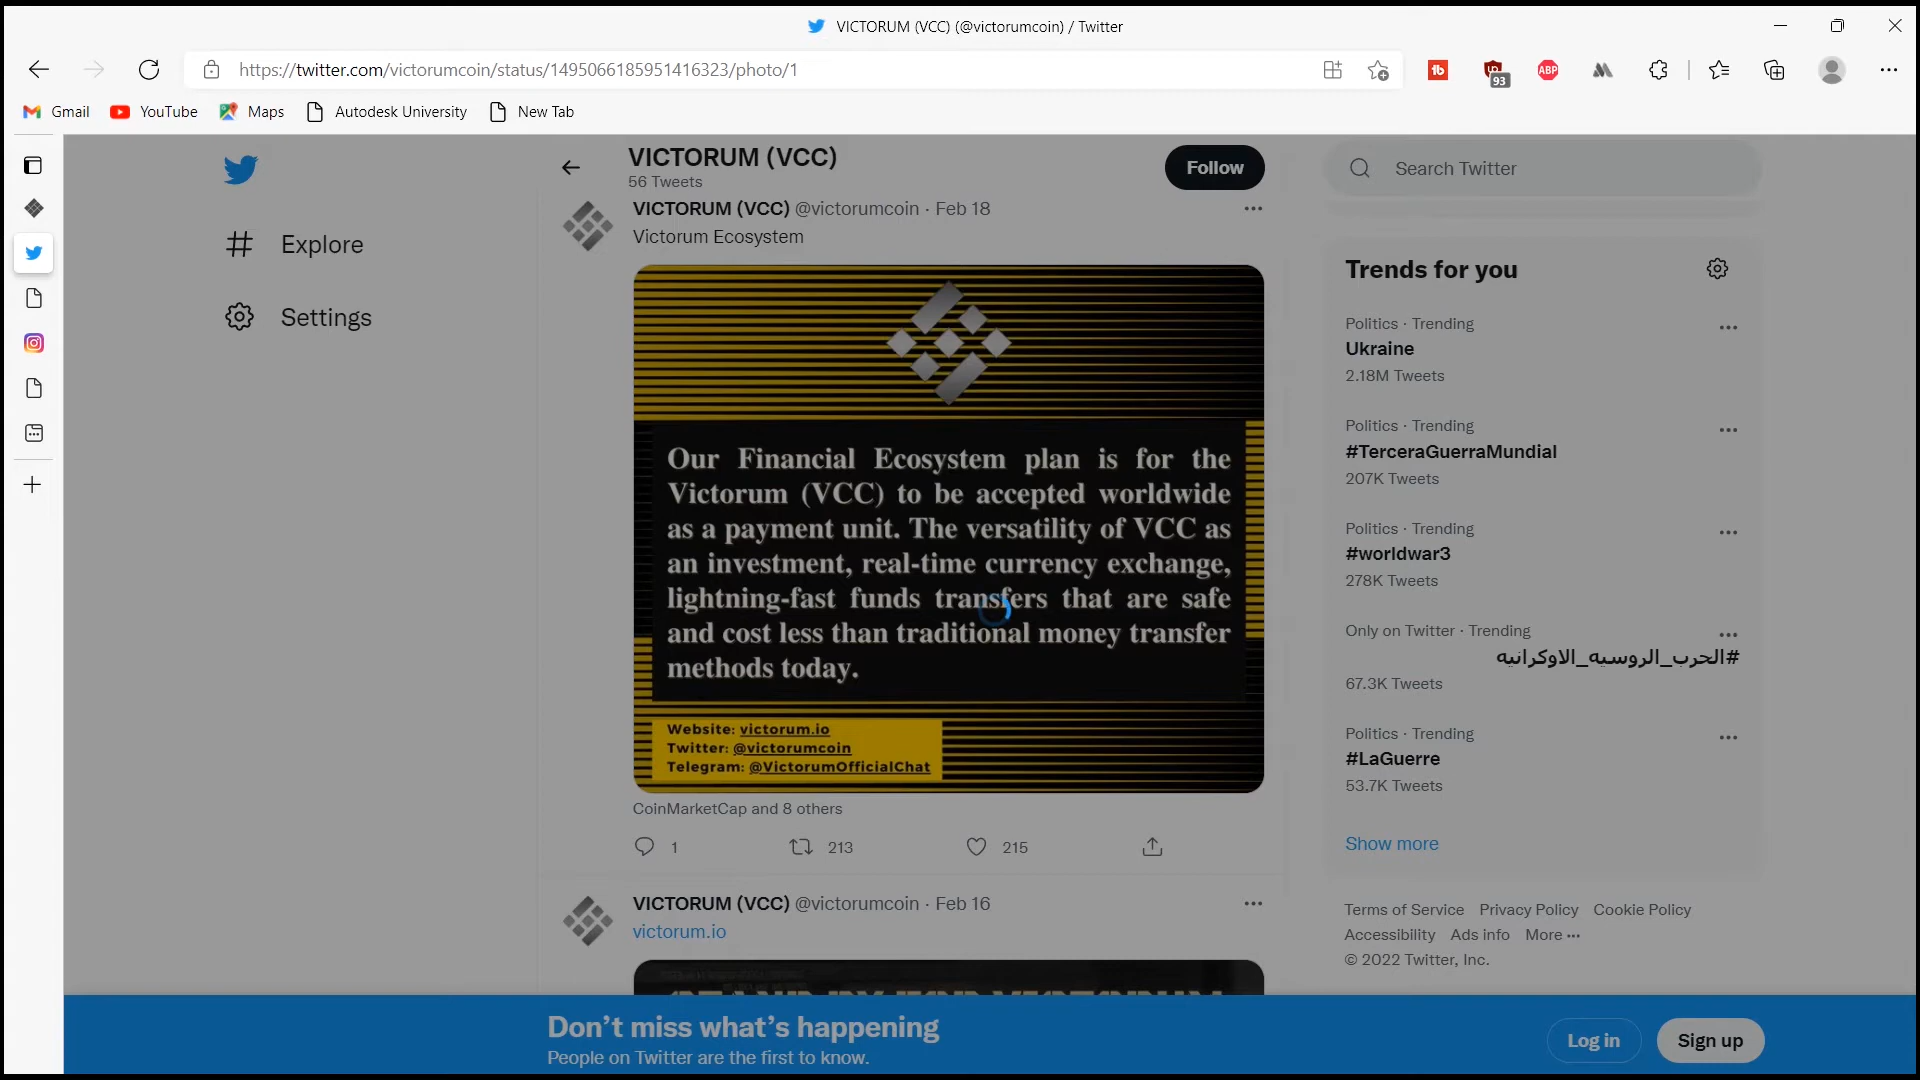 VICTORUM (VCC) (@victorumcoin) / Twitter
https://twitter.com/victorumcoin/status/1495066185951416323/photo/1
93
ABP
Gmail
YouTube
Maps
Autodesk University
New Tab
Explore
Settings
VICTORUM (VCC)
56 Tweets
Follow
VICTORUM (VCC) @victorumcoin · Feb 18
Victorum Ecosystem
Our Financial Ecosystem plan is for the
Victorum (VCC) to be accepted worldwide
as a payment unit. The versatility of VCC as
an investment, real-time currency exchange,
lightning-fast funds transfers that are safe
and cost less than traditional money transfer
methods today.
Website: victorum.io
Twitter: @victorumcoin
Telegram: @VictorumOfficialChat
CoinMarketCap and 8 others
1
213
215
VICTORUM (VCC) @victorumcoin · Feb 16
victorum.io
Search Twitter
Trends for you
Politics · Trending
Ukraine
2.18M Tweets
Politics · Trending
#TerceraGuerraMundial
207K Tweets
Politics · Trending
#worldwar3
278K Tweets
Only on Twitter · Trending
#الحرب_الروسيه_الاوكرانيه
67.3K Tweets
Politics · Trending
#LaGuerre
53.7K Tweets
Show more
Terms of Service Privacy Policy Cookie Policy
Accessibility Ads info More ···
© 2022 Twitter, Inc.
Don’t miss what’s happening
People on Twitter are the first to know.
Log in
Sign up